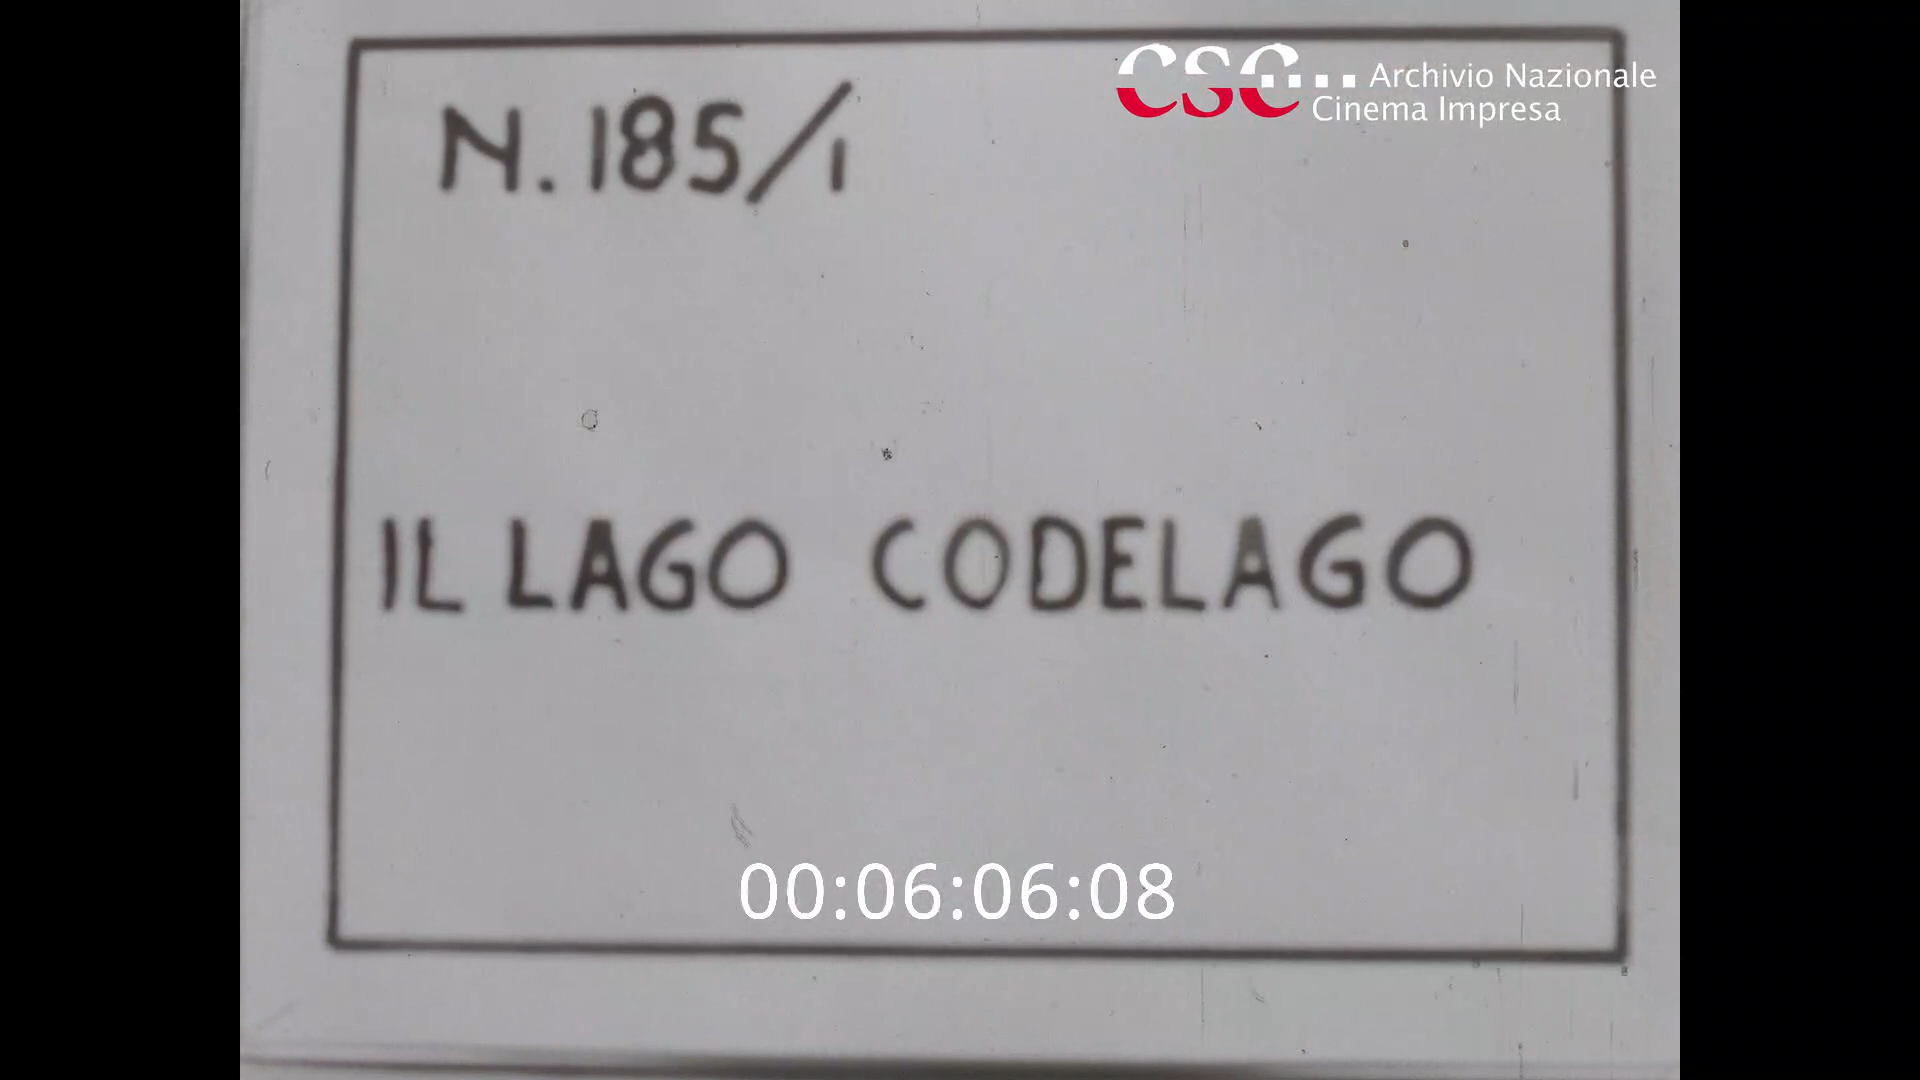 N. 185/1
CSC Archivio Nazionale
Cinema Impresa
IL LAGO CODELAGO
00:06:06:08